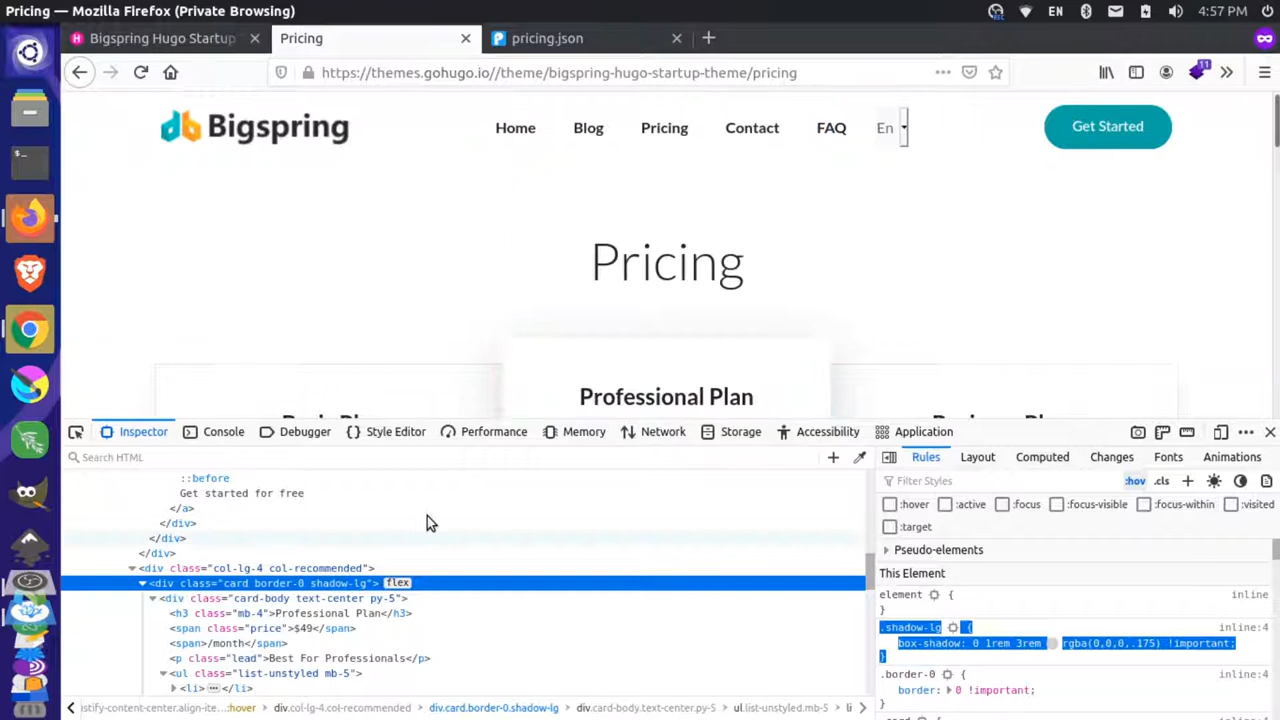 Pricing — Mozilla Firefox (Private Browsing)
REC
EN
4:57 PM
Bigspring Hugo Startup
Pricing
pricing.json
https://themes.gohugo.io//theme/bigspring-hugo-startup-theme/pricing
11
Bigspring
Home
Blog
Pricing
Contact
FAQ
En
Get Started
Pricing
Professional Plan
Inspector
Console
Debugger
Style Editor
Performance
Memory
Network
Storage
Accessibility
Application
Search HTML
Rules
Layout
Computed
Changes
Fonts
Animations
Filter Styles
:hov
.cls
:hover
:active
:focus
:focus-visible
:focus-within
:visited
:target
Pseudo-elements
This Element
element {
inline
}
.shadow-lg {
inline:4
box-shadow: 0 1rem 3rem rgba(0,0,0,.175) !important;
}
.border-0 {
inline:4
border: 0 !important;
}
::before
Get started for free
</a>
</div>
</div>
</div>
<div class="col-lg-4 col-recommended">
<div class="card border-0 shadow-lg"> flex
<div class="card-body text-center py-5">
<h3 class="mb-4">Professional Plan</h3>
<span class="price">$49</span>
<span>/month</span>
<p class="lead">Best For Professionals</p>
<ul class="list-unstyled mb-5">
<li> </li>
stify-content-center.align-ite…:hover
div.col-lg-4.col-recommended
div.card.border-0.shadow-lg
div.card-body.text-center.py-5
ul.list-unstyled.mb-5
li